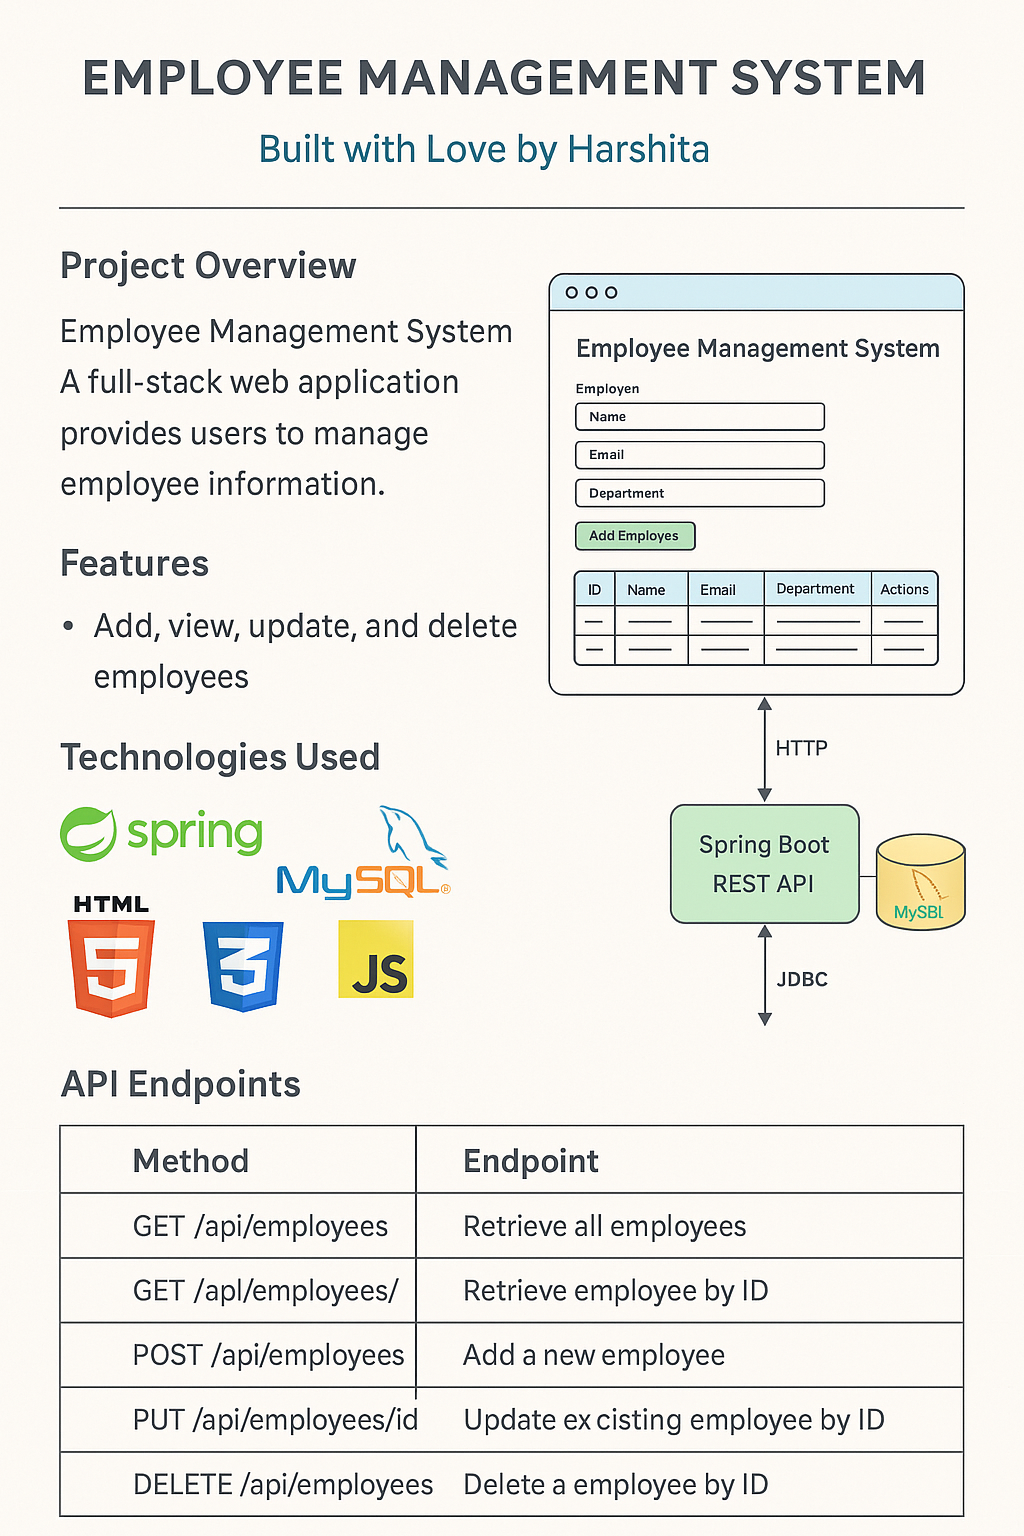 EMPLOYEE MANAGEMENT SYSTEM
Built with Love by Harshita
Project Overview
Employee Management System
A full-stack web application
provides users to manage
employee information.
Features
• Add, view, update, and delete
employees
Technologies Used
spring
MySQL®
HTML
5
3
JS
Employee Management System
Employen
Name
Email
Department
Add Employes
ID Name Email Department Actions
HTTP
Spring Boot
REST API
MySBL
JDBC
API Endpoints
Method Endpoint
GET /api/employees Retrieve all employees
GET /apl/employees/ Retrieve employee by ID
POST /api/employees Add a new employee
PUT /api/employees/id Update ex cisting employee by ID
DELETE /api/employees Delete a employee by ID